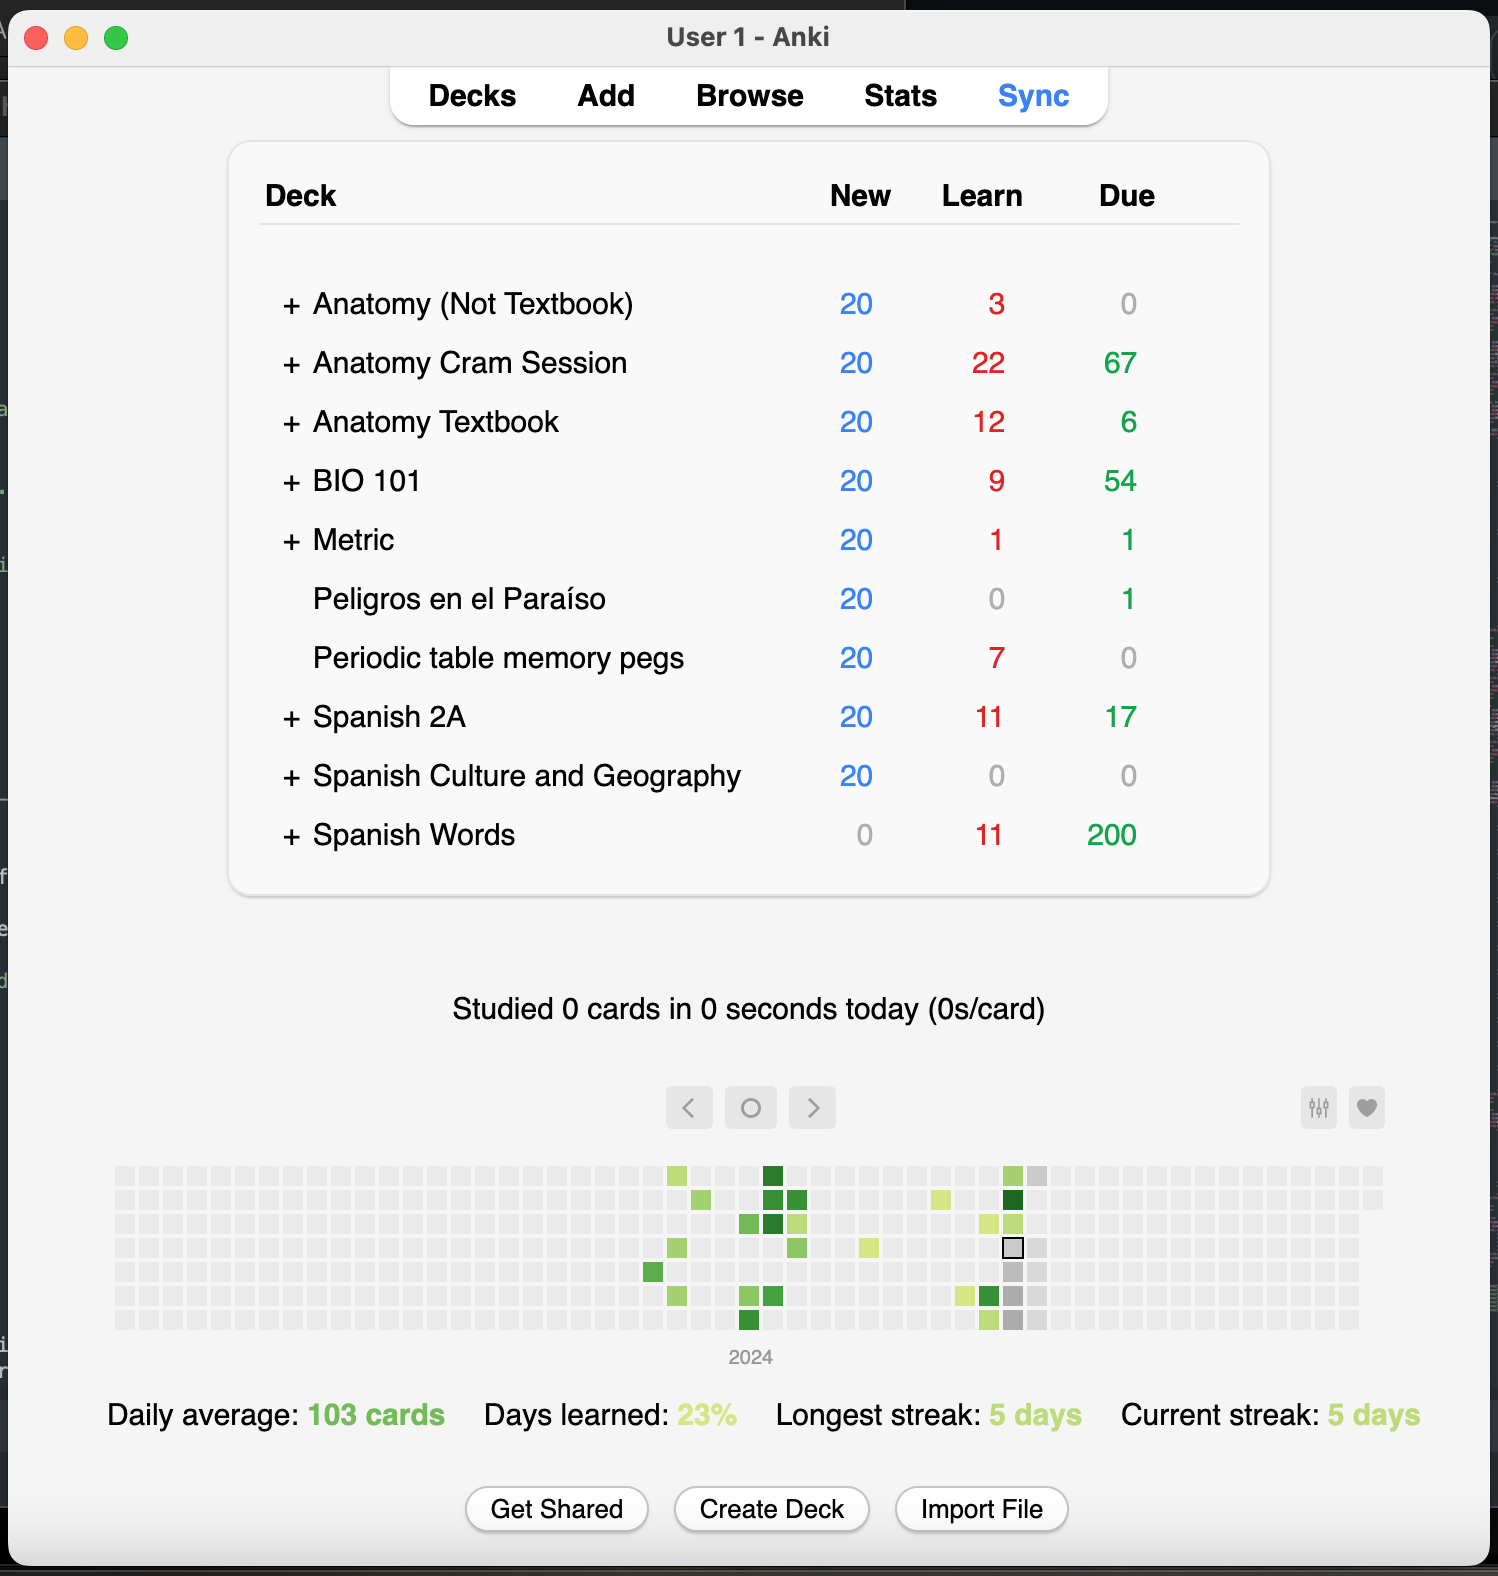 User 1 - Anki
Decks Add Browse Stats Sync
Deck New Learn Due
+ Anatomy (Not Textbook) 20 3 0
+ Anatomy Cram Session 20 22 67
+ Anatomy Textbook 20 12 6
+ BIO 101 20 9 54
+ Metric 20 1 1
Peligros en el Paraíso 20 0 1
Periodic table memory pegs 20 7 0
+ Spanish 2A 20 11 17
+ Spanish Culture and Geography 20 0 0
+ Spanish Words 0 11 200
Studied 0 cards in 0 seconds today (0s/card)
2024
Daily average: 103 cards Days learned: 23% Longest streak: 5 days Current streak: 5 days
Get Shared Create Deck Import File